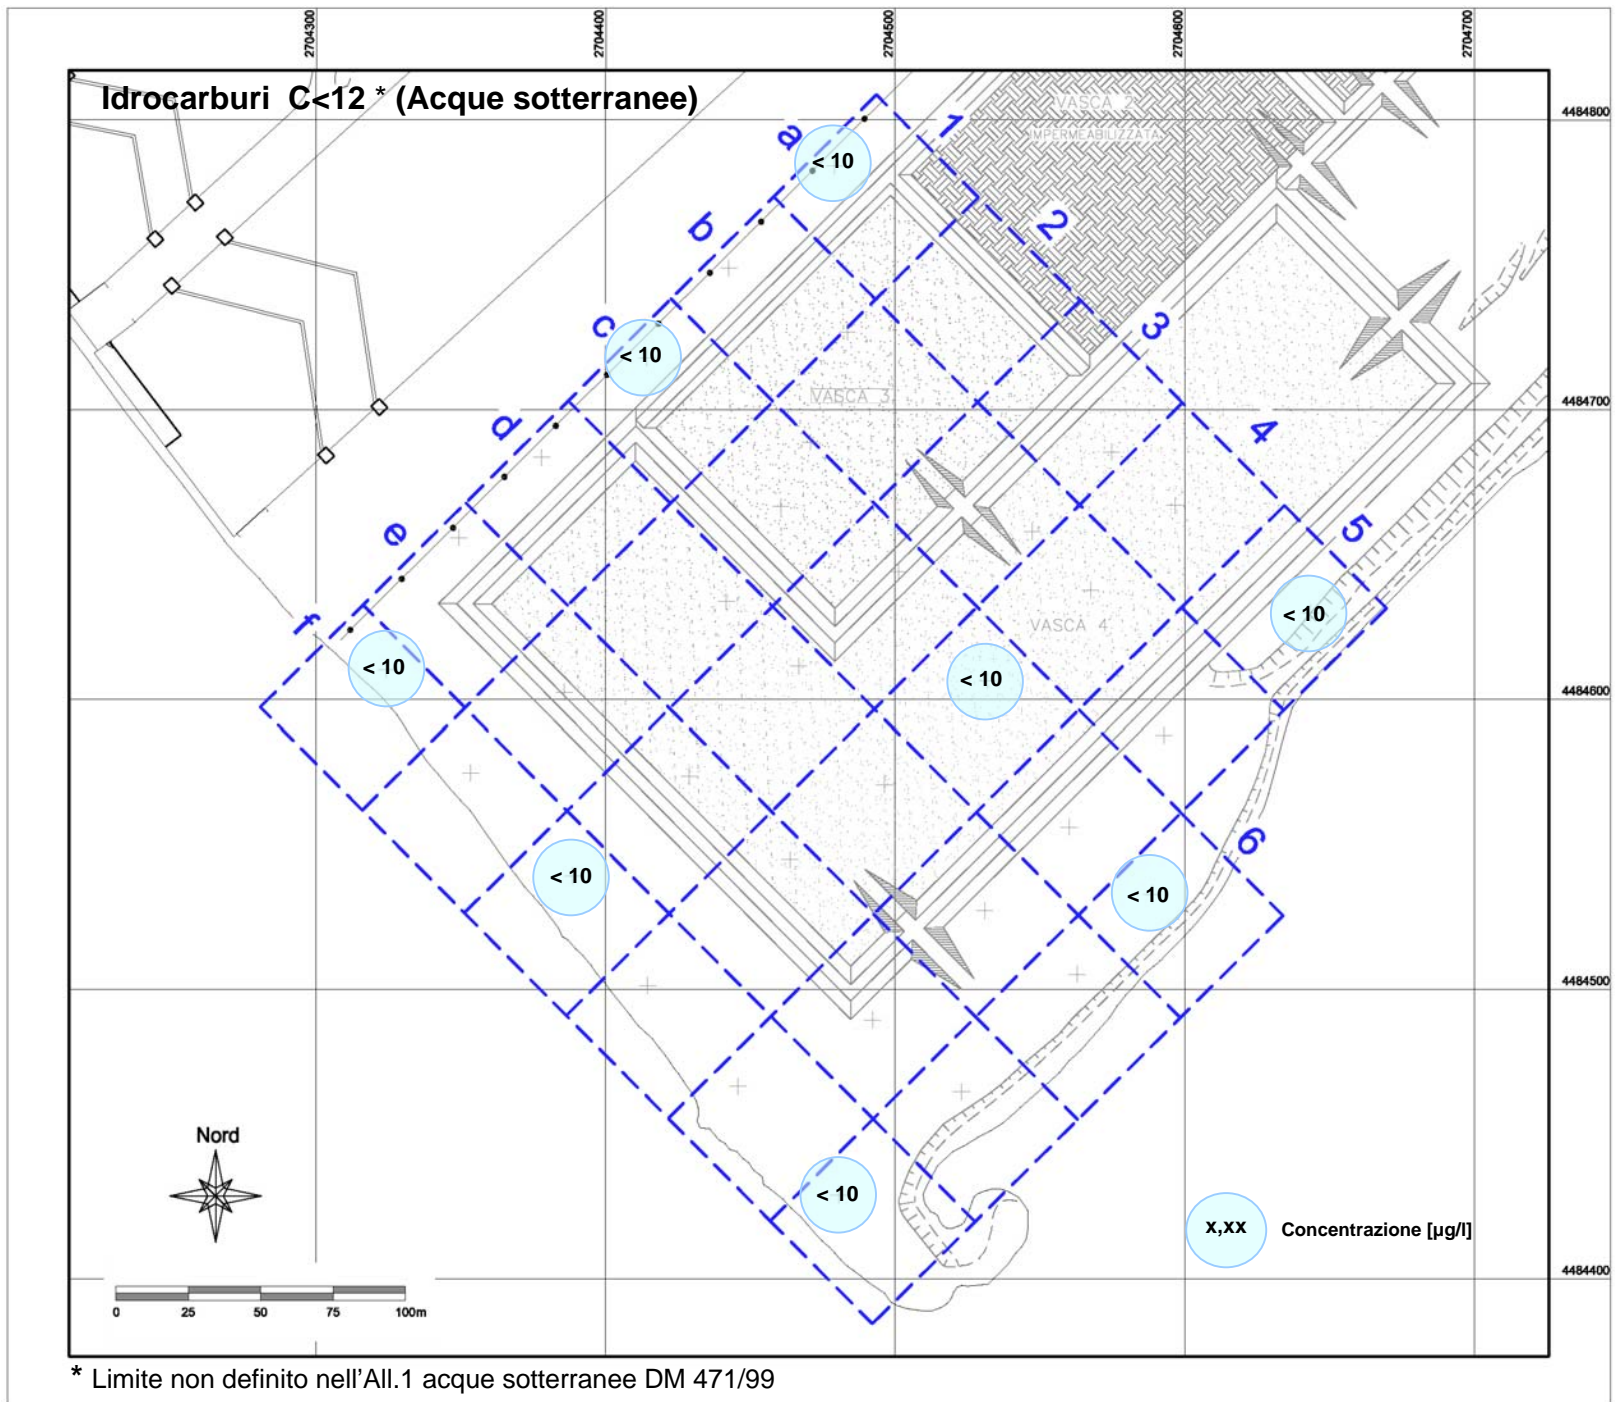 2704300
2704400
2704500
2704600
2704700
Idrocarburi C<12 * (Acque sotterranee)
VASCA 2
IMPERMEABILIZZATA
4484800
a
1
< 10
b
2
c
3
< 10
VASCA 3
4484700
d
4
e
5
f
< 10
VASCA 4
< 10
< 10
4484600
6
< 10
< 10
4484500
Nord
< 10
x,xx
Concentrazione [µg/l]
4484400
0 25 50 75 100m
* Limite non definito nell'All.1 acque sotterranee DM 471/99